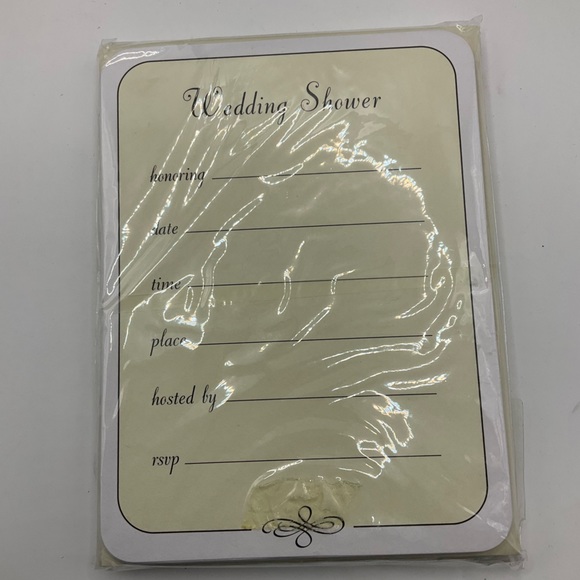 Wedding Shower
honoring
date
time
place
hosted by
rsvp